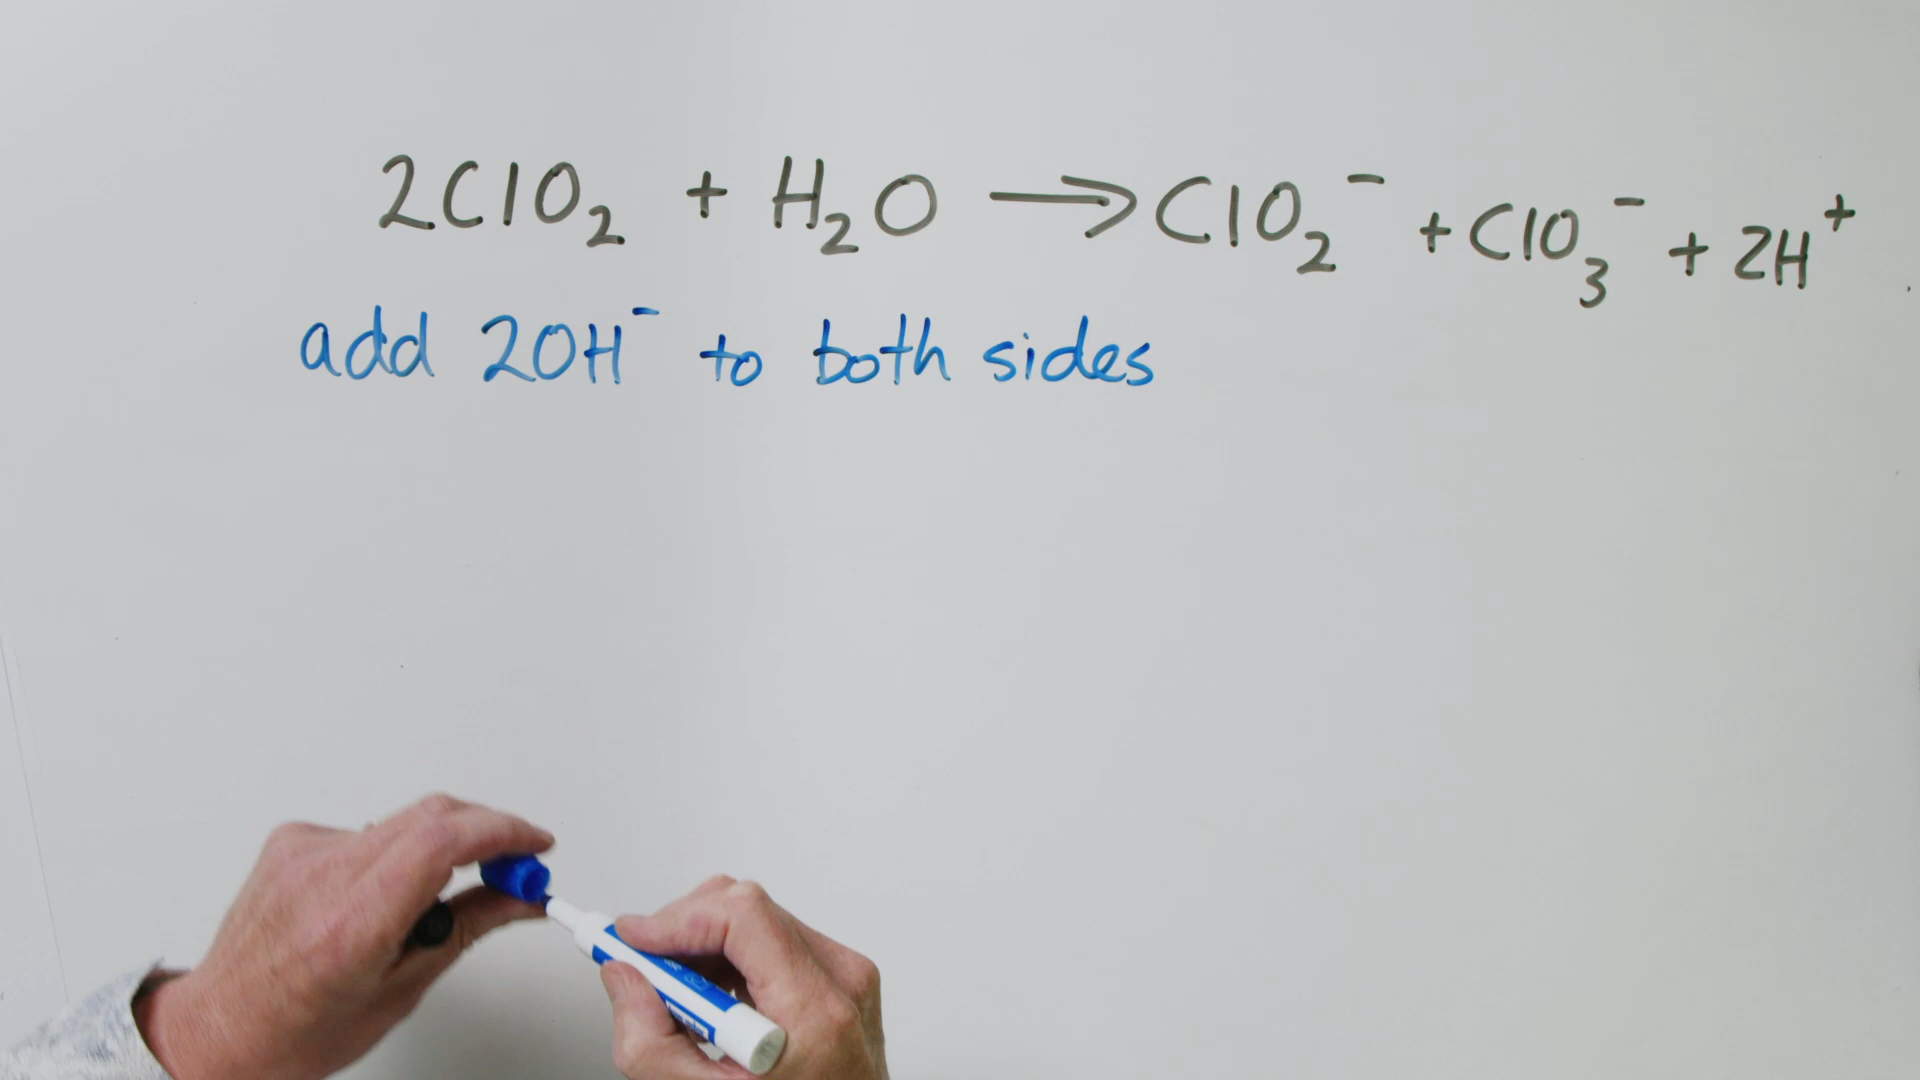 2ClO₂ + H₂O → ClO₂⁻ + ClO₃⁻ + 2H⁺
add 2OH⁻ to both sides